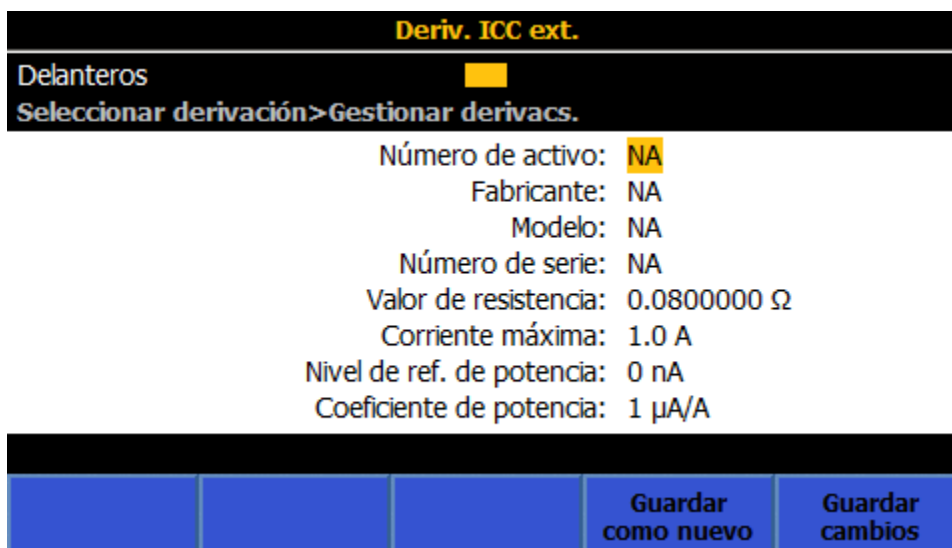 Deriv. ICC ext.
Delanteros
Seleccionar derivación>Gestionar derivacs.
Número de activo: NA
Fabricante: NA
Modelo: NA
Número de serie: NA
Valor de resistencia: 0.0800000 Ω
Corriente máxima: 1.0 A
Nivel de ref. de potencia: 0 nA
Coeficiente de potencia: 1 µA/A
Guardar como nuevo
Guardar cambios